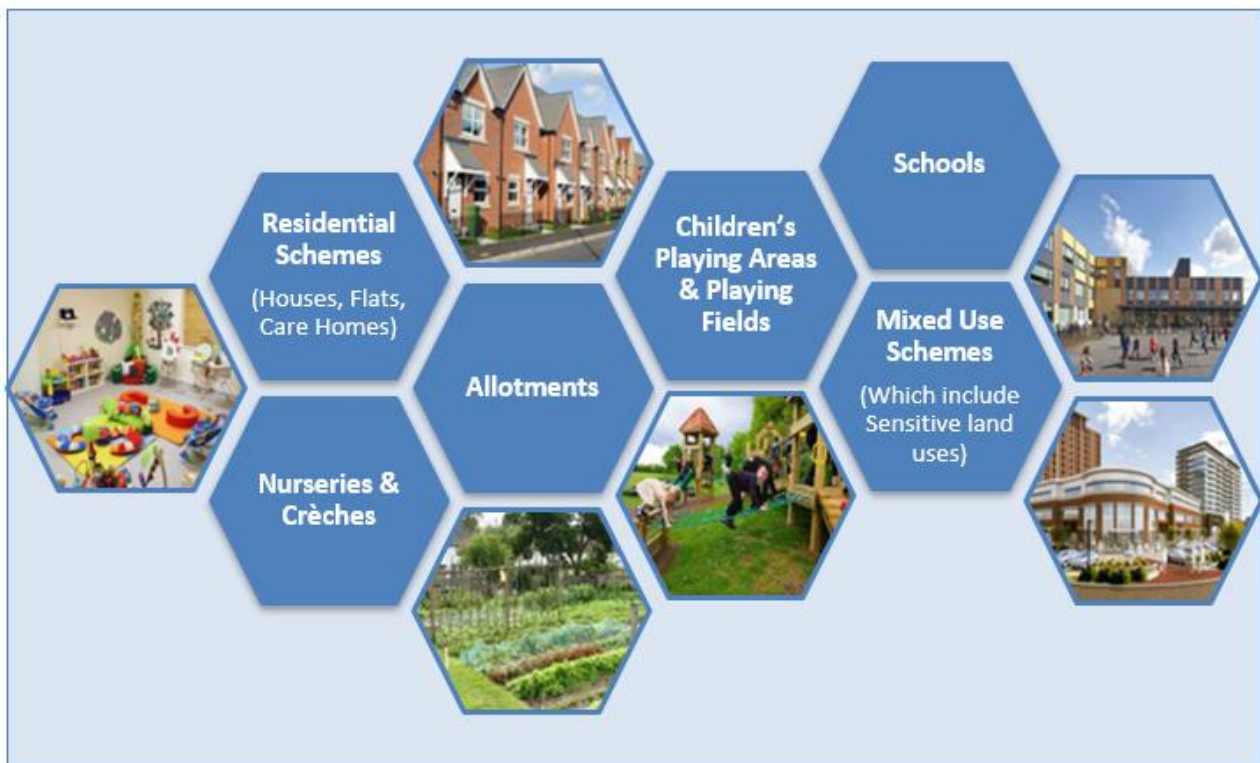 Residential
Schemes
(Houses, Flats,
Care Homes)
Nurseries &
Crèches
Allotments
Children's
Playing Areas
& Playing
Fields
Schools
Mixed Use
Schemes
(Which include
Sensitive land
uses)